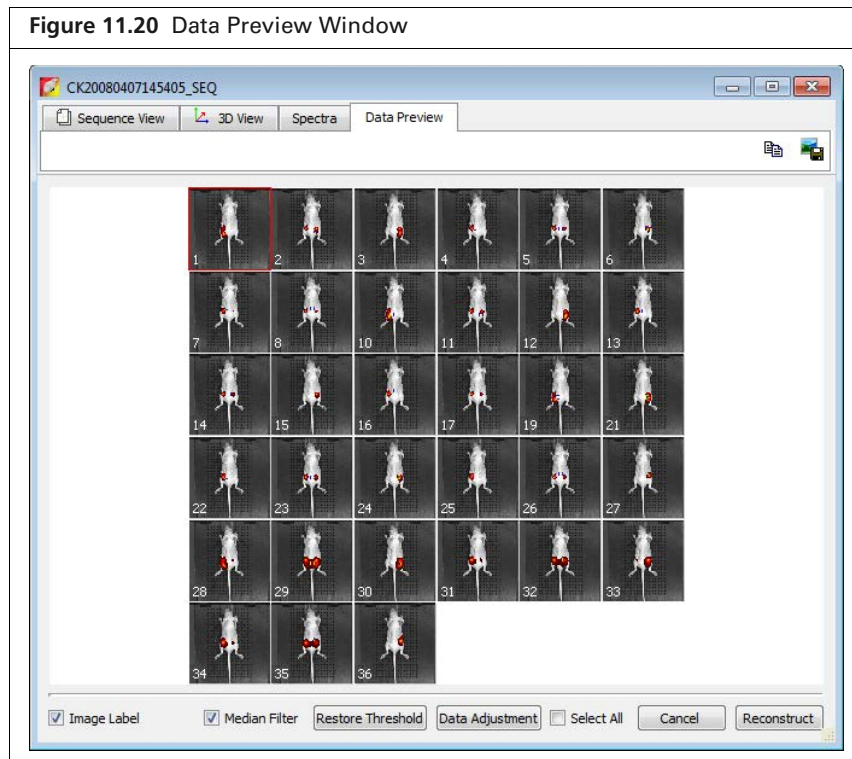 Figure 11.20 Data Preview Window
CK20080407145405_SEQ
Sequence View 3D View Spectra Data Preview
1 2 3 4 5 6
7 8 10 11 12 13
14 15 16 17 19 21
22 23 24 25 26 27
28 29 30 31 32 33
34 35 36
Image Label Median Filter Restore Threshold Data Adjustment Select All Cancel Reconstruct